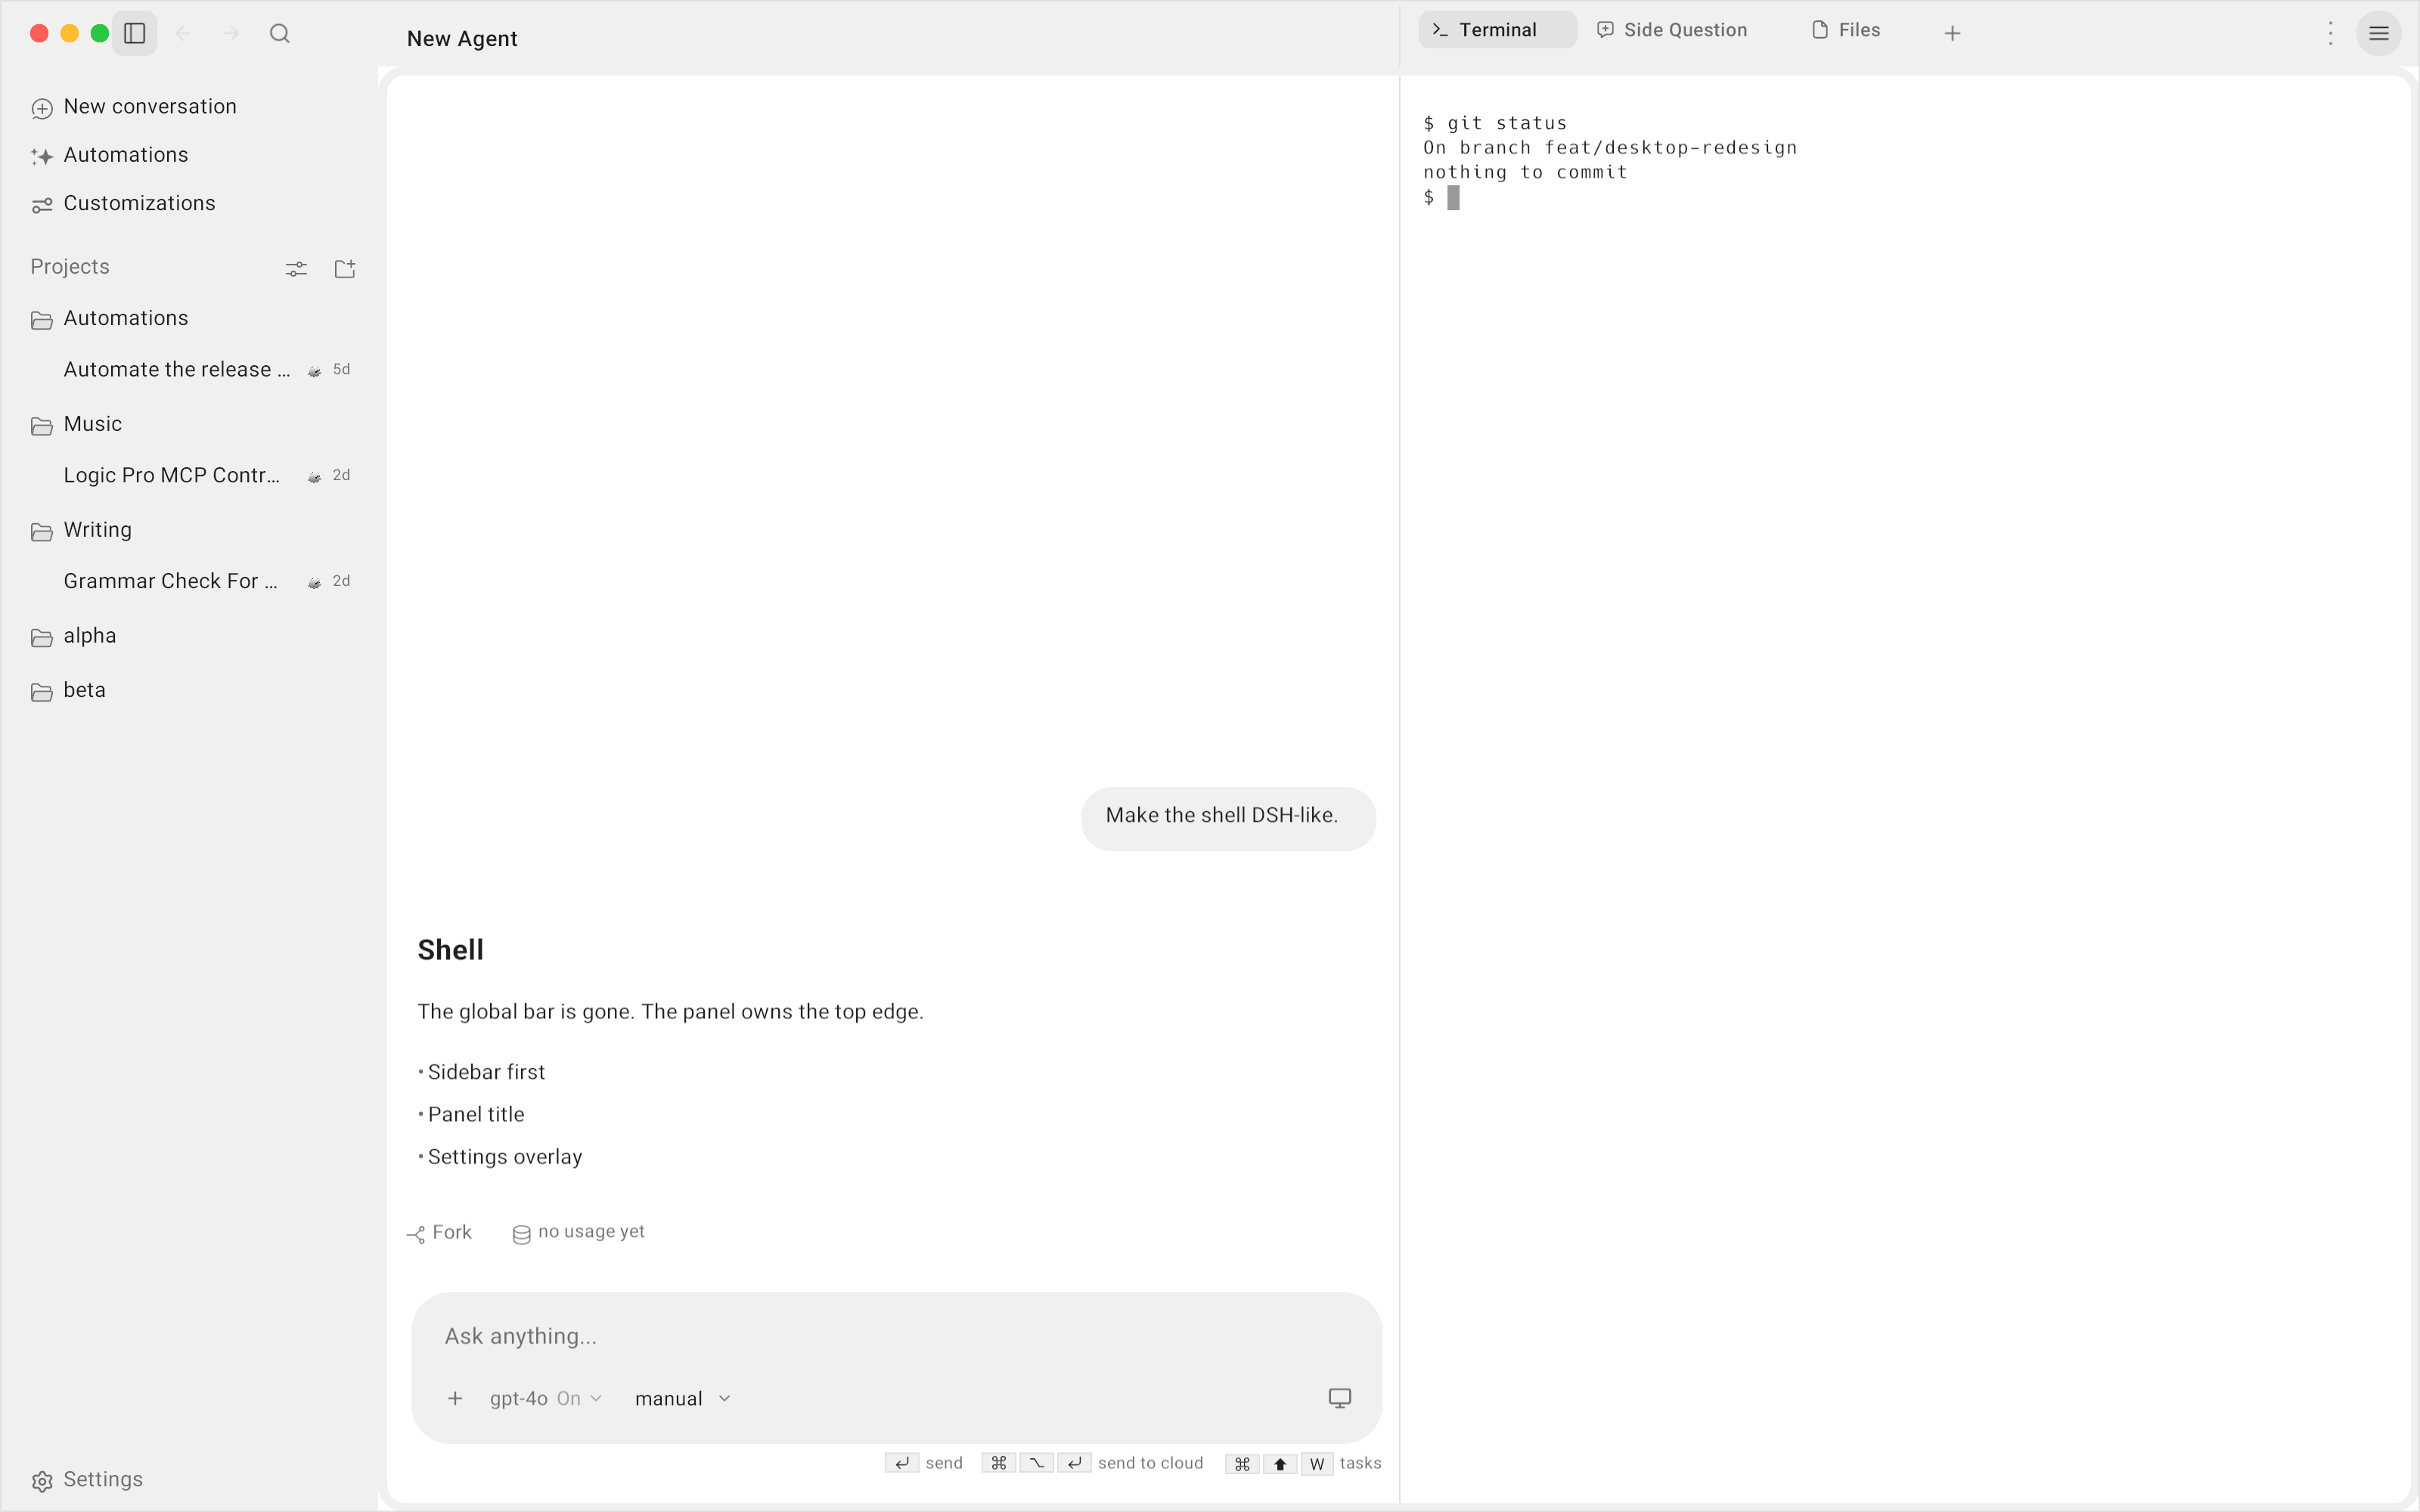 New Agent
Terminal
Side Question
Files
New conversation
Automations
Customizations
Projects
Automations
Automate the release ...
5d
Music
Logic Pro MCP Contr...
2d
Writing
Grammar Check For ...
2d
alpha
beta
Settings
Make the shell DSH-like.
Shell
The global bar is gone. The panel owns the top edge.
• Sidebar first
• Panel title
• Settings overlay
Fork
no usage yet
Ask anything...
gpt-4o On
manual
send
send to cloud
W tasks
$ git status
On branch feat/desktop-redesign
nothing to commit
$